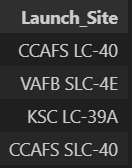 Launch_Site
CCAFS LC-40
VAFB SLC-4E
KSC LC-39A
CCAFS SLC-40